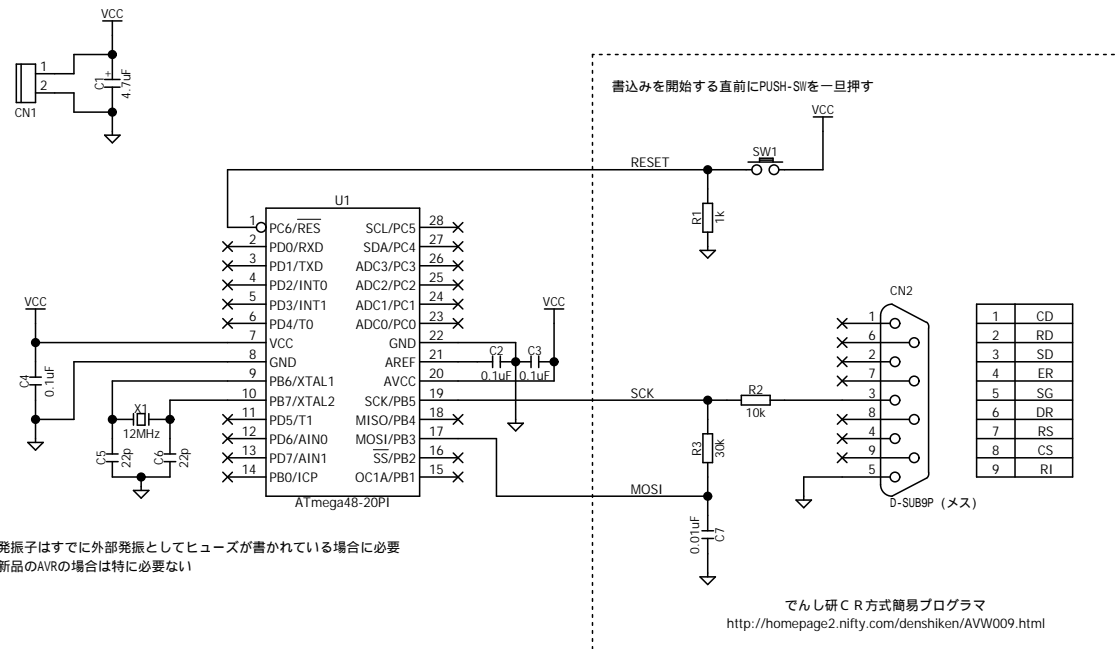 VCC
1
2
CN1
C1
+
4.7uF
書込みを開始する直前にPUSH-SWを一旦押す
VCC
SW1
RESET
R1
1k
U1
1 PC6/RES
2 PD0/RXD
3 PD1/TXD
4 PD2/INT0
5 PD3/INT1
6 PD4/T0
7 VCC
8 GND
9 PB6/XTAL1
10 PB7/XTAL2
11 PD5/T1
12 PD6/AIN0
13 PD7/AIN1
14 PB0/ICP
SCL/PC5 28
SDA/PC4 27
ADC3/PC3 26
ADC2/PC2 25
ADC1/PC1 24
ADC0/PC0 23
GND 22
AREF 21
AVCC 20
SCK/PB5 19
MISO/PB4 18
MOSI/PB3 17
SS/PB2 16
OC1A/PB1 15
ATmega48-20PI
VCC
C4
0.1uF
X1
12MHz
C5
22p
C6
22p
VCC
C2
0.1uF
C3
0.1uF
SCK
R2
10k
R3
30k
MOSI
0.01uF
C7
CN2
1
6
2
7
3
8
4
9
5
D-SUB9P (メス)
1 CD
2 RD
3 SD
4 ER
5 SG
6 DR
7 RS
8 CS
9 RI
発振子はすでに外部発振としてヒューズが書かれている場合に必要
新品のAVRの場合は特に必要ない
でんし研CR方式簡易プログラマ
http://homepage2.nifty.com/denshiken/AVW009.html